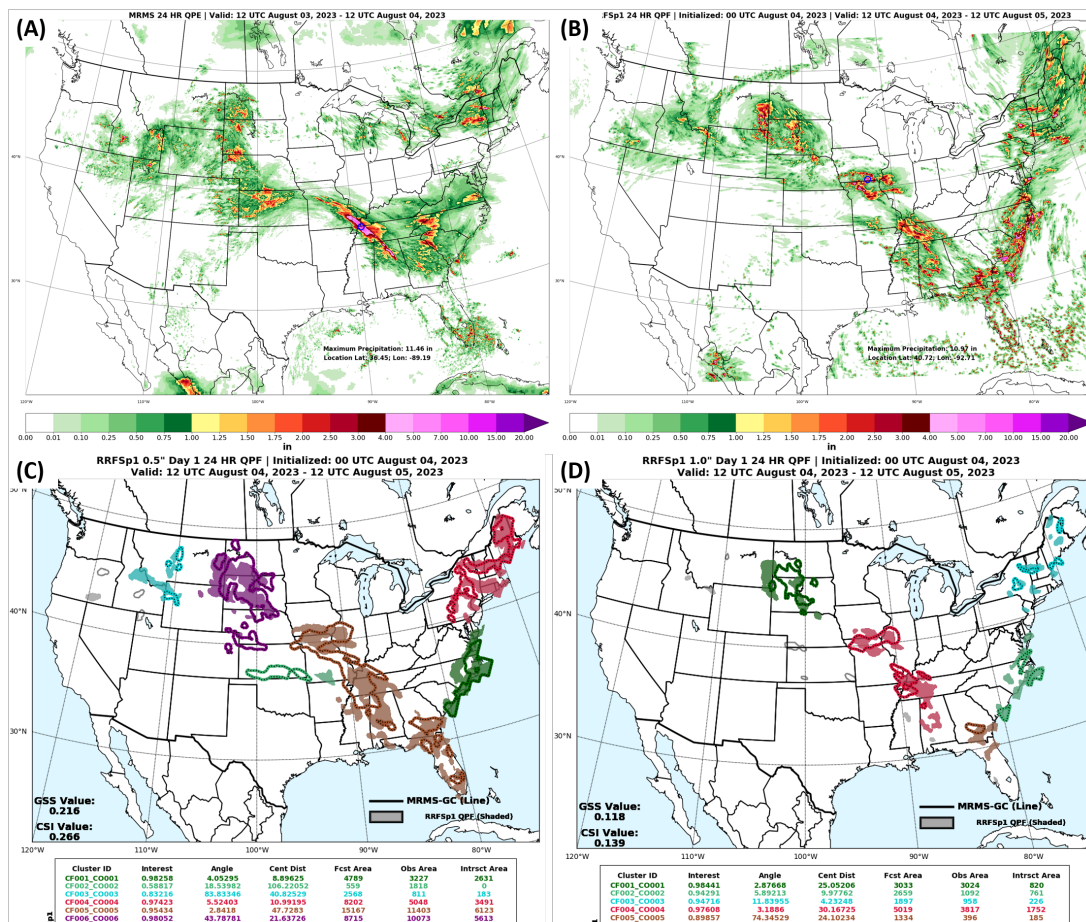 (A)
MRMS 24 HR QPE | Valid: 12 UTC August 03, 2023 - 12 UTC August 04, 2023
40°N
30°N
Maximum Precipitation: 11.46 in
Location Lat: 36.45; Lon: -89.19
120°W 110°W 100°W 90°W 80°W
(B)
FSp1 24 HR QPF | Initialized: 00 UTC August 04, 2023 | Valid: 12 UTC August 04, 2023 - 12 UTC August 05, 2023
40°N
30°N
Maximum Precipitation: 10.97 in
Location Lat: 40.72; Lon: -92.71
120°W 110°W 100°W 90°W 80°W
0.00 0.01 0.10 0.25 0.50 0.75 1.00 1.25 1.50 1.75 2.00 2.50 3.00 4.00 5.00 7.00 10.00 15.00 20.00
in
0.00 0.01 0.10 0.25 0.50 0.75 1.00 1.25 1.50 1.75 2.00 2.50 3.00 4.00 5.00 7.00 10.00 15.00 20.00
in
(C)
RRFSp1 0.5" Day 1 24 HR QPF | Initialized: 00 UTC August 04, 2023
Valid: 12 UTC August 04, 2023 - 12 UTC August 05, 2023
50°N
40°N
30°N
GSS Value:
0.216
CSI Value:
0.266
MRMS-GC (Line)
RRFSp1 QPF (Shaded)
120°W 110°W 100°W 90°W 80°W
Cluster ID Interest Angle Cent Dist Fcst Area Obs Area Intrsct Area
CF001_CO001 0.98258 4.05295 8.89625 4789 3227 2631
CF002_CO002 0.58817 18.53982 106.22052 559 1818 0
CF003_CO003 0.83216 83.83346 40.82529 2568 811 183
CF004_CO004 0.97423 5.52403 10.99195 8202 5048 3491
CF005_CO005 0.95434 2.8418 47.7283 15167 11403 6123
CF006_CO006 0.98052 43.78781 21.63726 8715 10073 5613
(D)
RRFSp1 1.0" Day 1 24 HR QPF | Initialized: 00 UTC August 04, 2023
Valid: 12 UTC August 04, 2023 - 12 UTC August 05, 2023
50°N
40°N
30°N
GSS Value:
0.118
CSI Value:
0.139
MRMS-GC (Line)
RRFSp1 QPF (Shaded)
120°W 110°W 100°W 90°W 80°W
Cluster ID Interest Angle Cent Dist Fcst Area Obs Area Intrsct Area
CF001_CO001 0.98441 2.87668 25.05206 3033 3024 820
CF002_CO002 0.94291 5.89213 9.97762 2659 1092 761
CF003_CO003 0.94716 11.83955 4.23248 1897 958 226
CF004_CO004 0.97608 3.1886 30.16725 5019 3817 1752
CF005_CO005 0.89857 74.34529 24.10234 1334 396 185